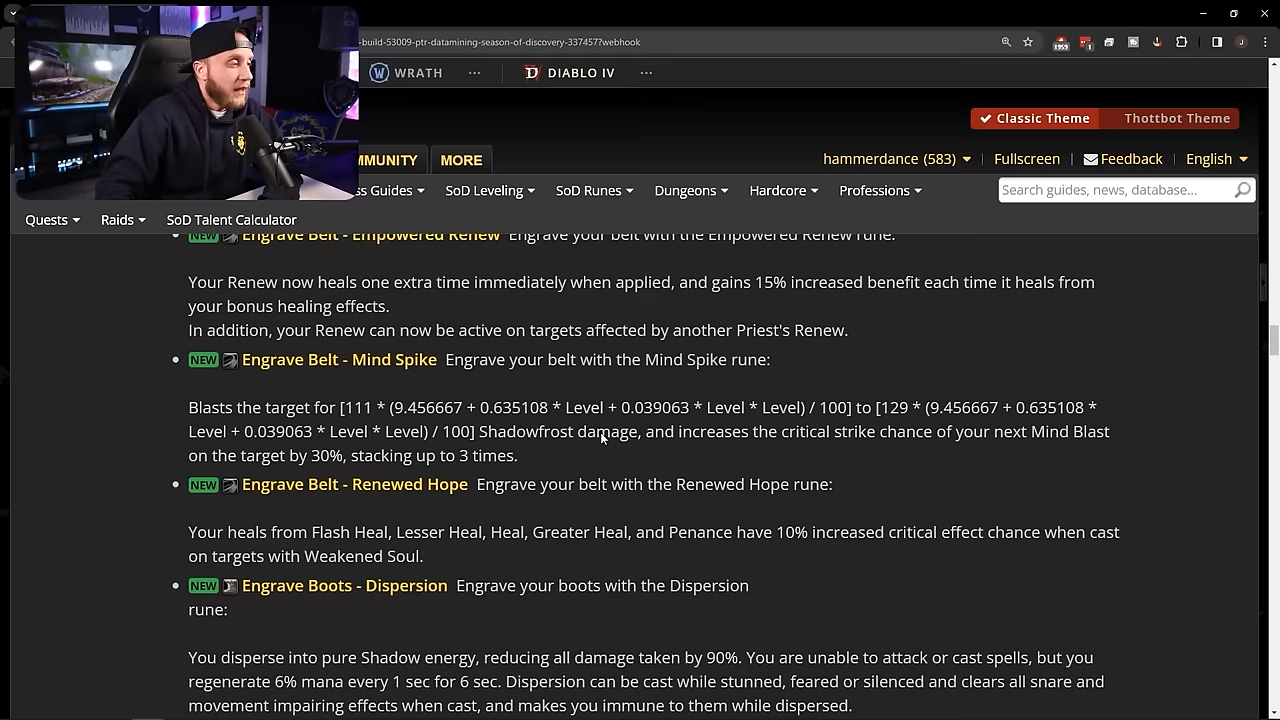 build-53009-ptr-datamining-season-of-discovery-337457?webhook
1955
J
WRATH
DIABLO IV
Classic Theme
Thottbot Theme
MORE
hammerdance (583)
Fullscreen
Feedback
English
Guides
SoD Leveling
SoD Runes
Dungeons
Hardcore
Professions
Search guides, news, database...
Quests
Raids
SoD Talent Calculator
NEW Engrave Belt - Empowered Renew Engrave your belt with the Empowered Renew rune:
Your Renew now heals one extra time immediately when applied, and gains 15% increased benefit each time it heals from
your bonus healing effects.
In addition, your Renew can now be active on targets affected by another Priest's Renew.
NEW Engrave Belt - Mind Spike Engrave your belt with the Mind Spike rune:
Blasts the target for [111 * (9.456667 + 0.635108 * Level + 0.039063 * Level * Level) / 100] to [129 * (9.456667 + 0.635108 *
Level + 0.039063 * Level * Level) / 100] Shadowfrost damage, and increases the critical strike chance of your next Mind Blast
on the target by 30%, stacking up to 3 times.
NEW Engrave Belt - Renewed Hope Engrave your belt with the Renewed Hope rune:
Your heals from Flash Heal, Lesser Heal, Heal, Greater Heal, and Penance have 10% increased critical effect chance when cast
on targets with Weakened Soul.
NEW Engrave Boots - Dispersion Engrave your boots with the Dispersion
rune:
You disperse into pure Shadow energy, reducing all damage taken by 90%. You are unable to attack or cast spells, but you
regenerate 6% mana every 1 sec for 6 sec. Dispersion can be cast while stunned, feared or silenced and clears all snare and
movement impairing effects when cast, and makes you immune to them while dispersed.